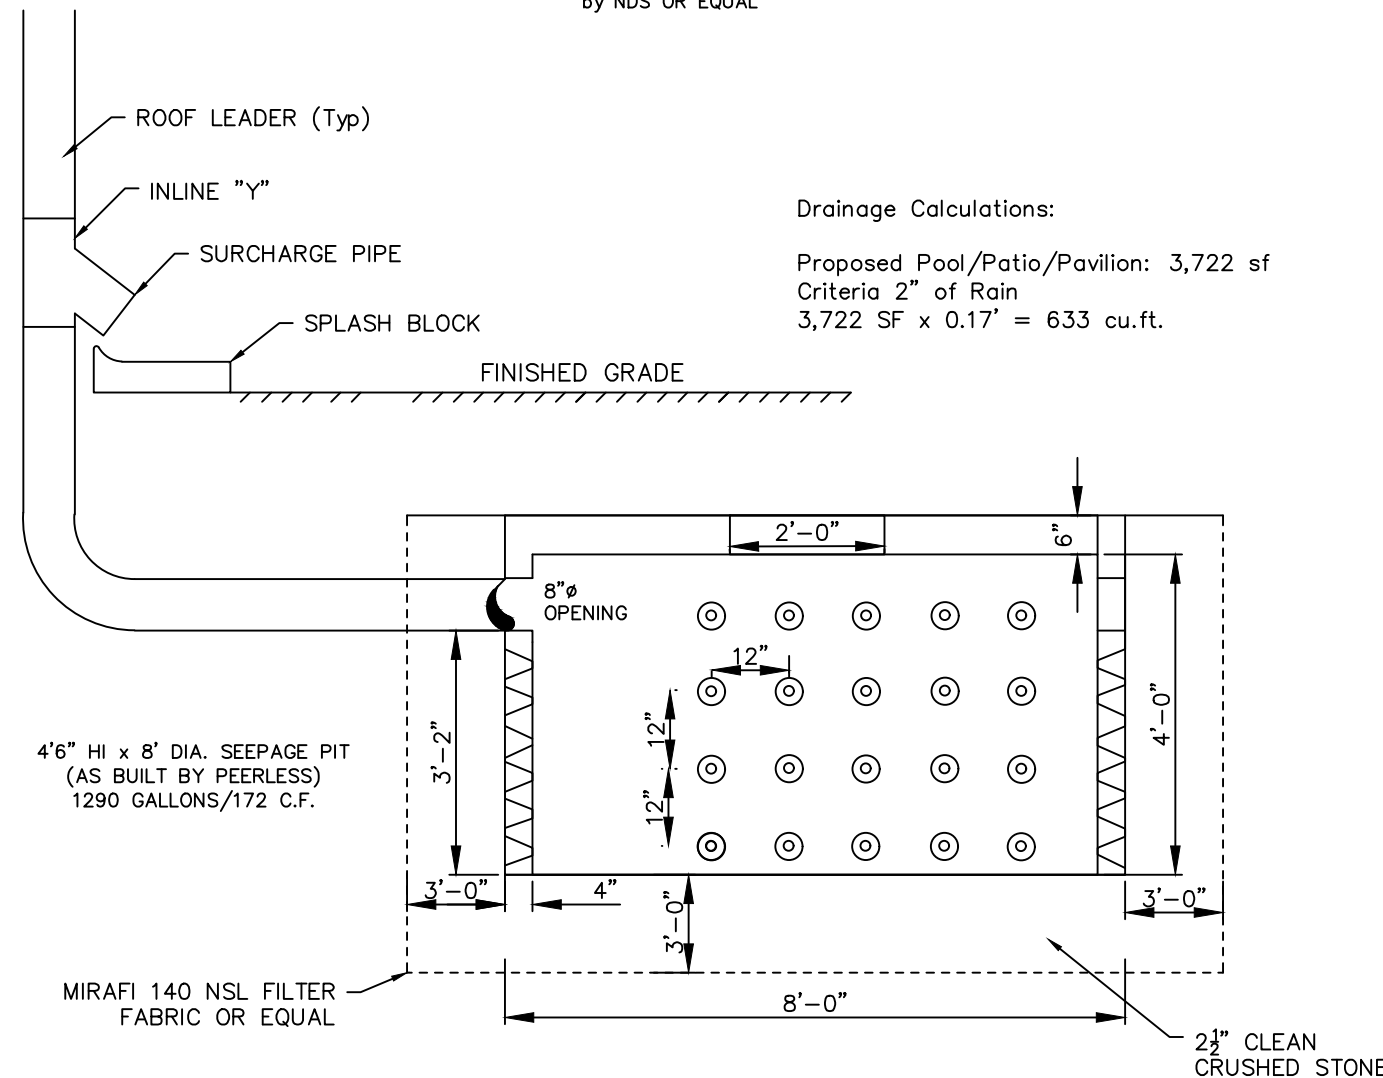 by NDS OR EQUAL
ROOF LEADER (Typ)
INLINE "Y"
SURCHARGE PIPE
SPLASH BLOCK
FINISHED GRADE
Drainage Calculations:
Proposed Pool/Patio/Pavilion: 3,722 sf
Criteria 2" of Rain
3,722 SF x 0.17' = 633 cu.ft.
2'-0"
6"
8"ø
OPENING
12"
12"
12"
3'-2"
4'-0"
4'6" HI x 8' DIA. SEEPAGE PIT
(AS BUILT BY PEERLESS)
1290 GALLONS/172 C.F.
3'-0"
4"
3'-0"
3'-0"
MIRAFI 140 NSL FILTER
FABRIC OR EQUAL
8'-0"
2½" CLEAN
CRUSHED STONE